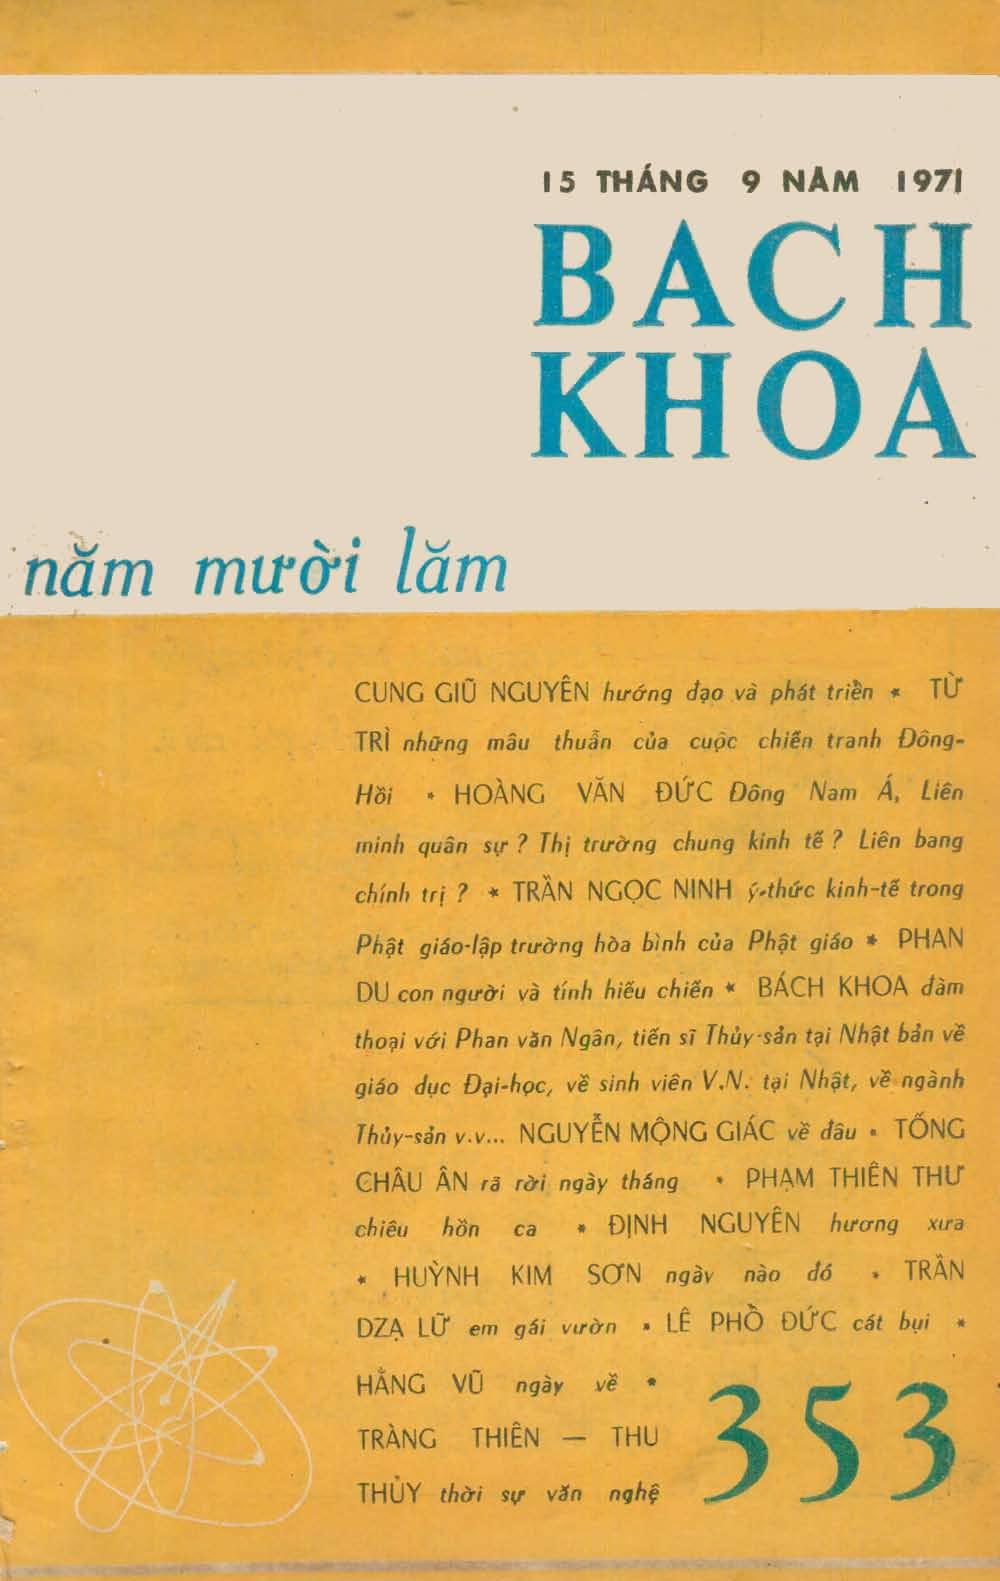 15 THÁNG 9 NĂM 1971
BACH
KHOA
năm mười lăm
CUNG GIŨ NGUYÊN hướng đạo và phát triển * TỪ
TRÌ những mâu thuẫn của cuộc chiến tranh Đông-
Hồi * HOÀNG VĂN ĐỨC Đông Nam Á, Liên
minh quân sự ? Thị trường chung kinh tế ? Liên bang
chính trị ? * TRẦN NGỌC NINH ý-thức kinh-tế trong
Phật giáo-lập trường hòa bình của Phật giáo * PHAN
DU con người và tính hiếu chiến * BÁCH KHOA đàm
thoại với Phan văn Ngân, tiến sĩ Thủy-sản tại Nhật bản về
giáo dục Đại-học, về sinh viên V.N. tại Nhật, về ngành
Thủy-sản v.v... NGUYỄN MỘNG GIÁC về đâu * TỐNG
CHÂU ÂN rã rời ngày tháng * PHẠM THIÊN THƯ
chiêu hồn ca * ĐỊNH NGUYÊN hương xưa
* HUỲNH KIM SƠN ngày nào đó * TRẦN
DZẠ LỮ em gái vườn * LÊ PHỒ ĐỨC cát bụi *
HẰNG VŨ ngày về *
TRÀNG THIÊN — THU
THỦY thời sự văn nghệ
353